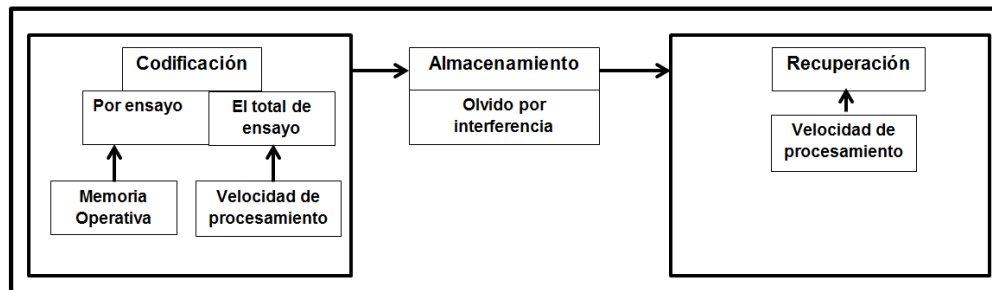 Codificación
Por ensayo
El total de
ensayo
Memoria
Operativa
Velocidad de
procesamiento
Almacenamiento
Olvido por
interferencia
Recuperación
Velocidad de
procesamiento